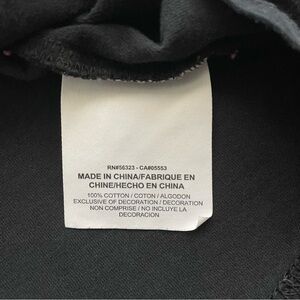 RN#56323 - CA#05553
MADE IN CHINA/FABRIQUE EN
CHINE/HECHO EN CHINA
100% COTTON / COTON / ALGODON
EXCLUSIVE OF DECORATION / DECORATION
NON COMPRISE / NO INCLUYE LA
DECORACION